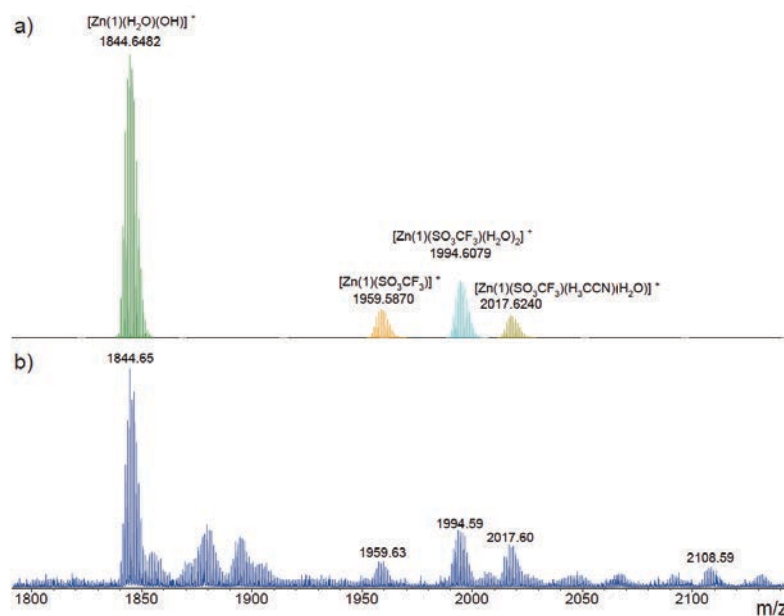 a)
[Zn(1)(H₂O)(OH)]⁺
1844.6482
[Zn(1)(SO₃CF₃)(H₂O)₂]⁺
1994.6079
[Zn(1)(SO₃CF₃)]⁺
1959.5870
[Zn(1)(SO₃CF₃)(H₃CCN)(H₂O)]⁺
2017.6240
b)
1844.65
1959.63
1994.59
2017.60
2108.59
1800 1850 1900 1950 2000 2050 2100 m/z